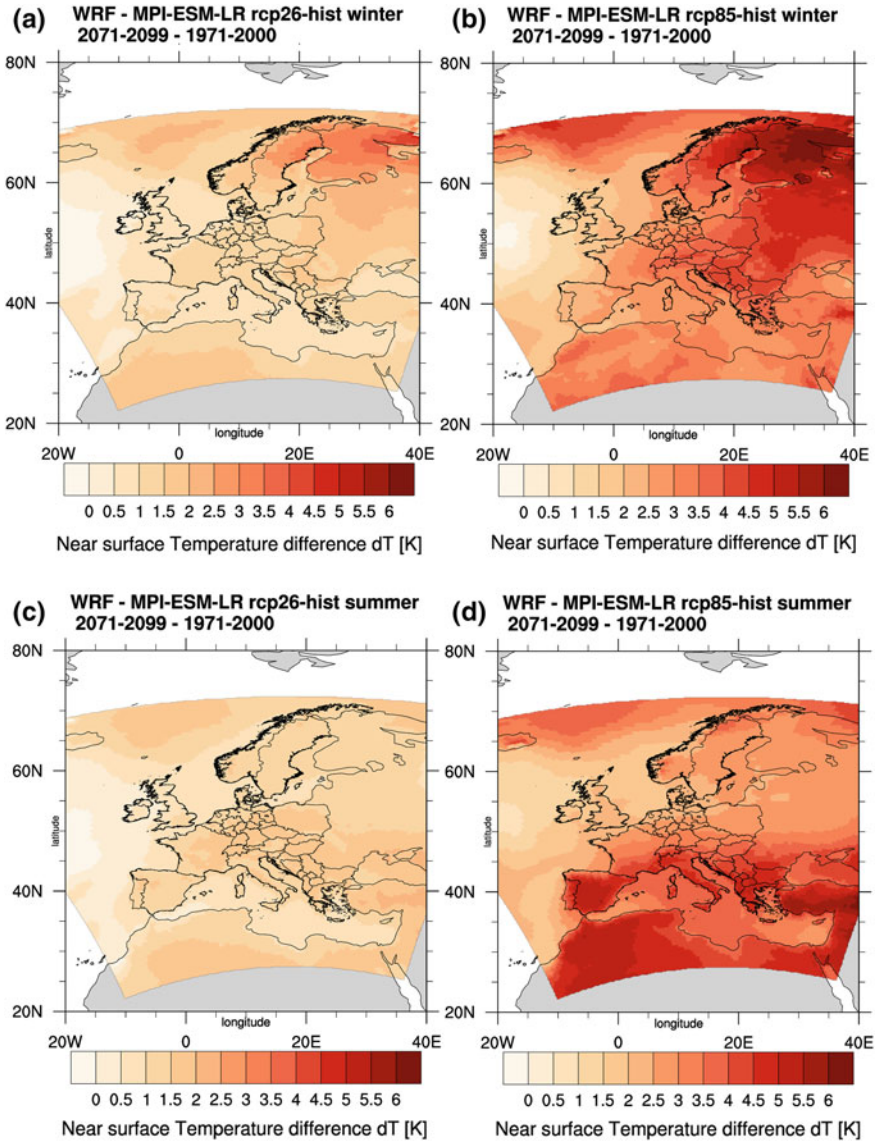 (a) WRF - MPI-ESM-LR rcp26-hist winter
2071-2099 - 1971-2000
80N
60N
latitude
40N
20N
longitude
20W 0 20E 40E
0 0.5 1 1.5 2 2.5 3 3.5 4 4.5 5 5.5 6
Near surface Temperature difference dT [K]
(b) WRF - MPI-ESM-LR rcp85-hist winter
2071-2099 - 1971-2000
80N
60N
latitude
40N
20N
longitude
20W 0 20E 40E
0 0.5 1 1.5 2 2.5 3 3.5 4 4.5 5 5.5 6
Near surface Temperature difference dT [K]
(c) WRF - MPI-ESM-LR rcp26-hist summer
2071-2099 - 1971-2000
80N
60N
latitude
40N
20N
longitude
20W 0 20E 40E
0 0.5 1 1.5 2 2.5 3 3.5 4 4.5 5 5.5 6
Near surface Temperature difference dT [K]
(d) WRF - MPI-ESM-LR rcp85-hist summer
2071-2099 - 1971-2000
80N
60N
latitude
40N
20N
longitude
20W 0 20E 40E
0 0.5 1 1.5 2 2.5 3 3.5 4 4.5 5 5.5 6
Near surface Temperature difference dT [K]